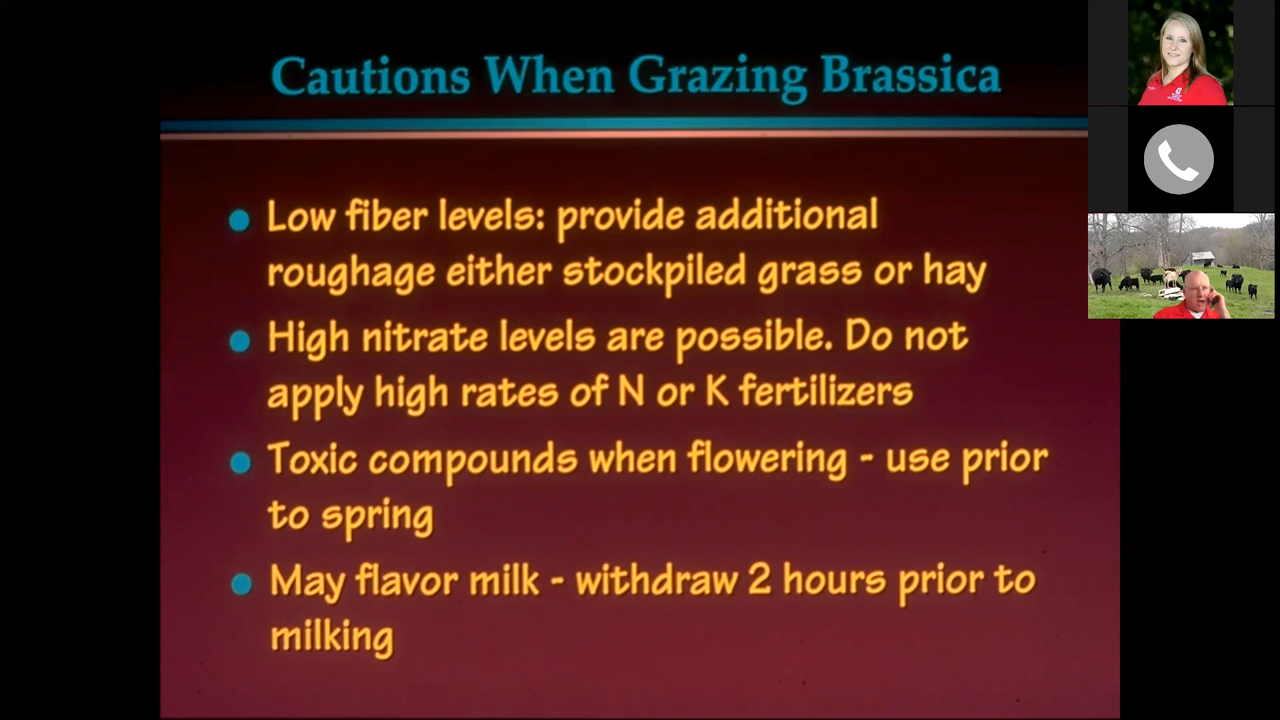 Cautions When Grazing Brassica
Low fiber levels: provide additional
roughage either stockpiled grass or hay
High nitrate levels are possible. Do not
apply high rates of N or K fertilizers
Toxic compounds when flowering - use prior
to spring
May flavor milk - withdraw 2 hours prior to
milking